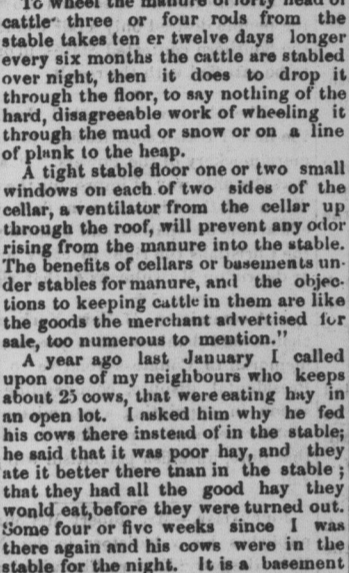 To wheel the manure of forty head of
cattle three or four rods from the
stable takes ten er twelve days longer
every six months the cattle are stabled
over night, then it does to drop it
through the floor, to say nothing of the
hard, disagreeable work of wheeling it
through the mud or snow or on a line
of plank to the heap.
A tight stable floor one or two small
windows on each of two sides of the
cellar, a ventilator from the cellar up
through the roof, will prevent any odor
rising from the manure into the stable.
The benefits of cellars or basements un-
der stables for manure, and the objec-
tions to keeping cattle in them are like
the goods the merchant advertised for
sale, too numerous to mention."
A year ago last January I called
upon one of my neighbours who keeps
about 25 cows, that were eating hay in
an open lot. I asked him why he fed
his cows there instead of in the stable;
he said that it was poor hay, and they
ate it better there tnan in the stable ;
that they had all the good hay they
wonld eat,before they were turned out.
Some four or five weeks since I was
there again and his cows were in the
stable for the night. It is a basement